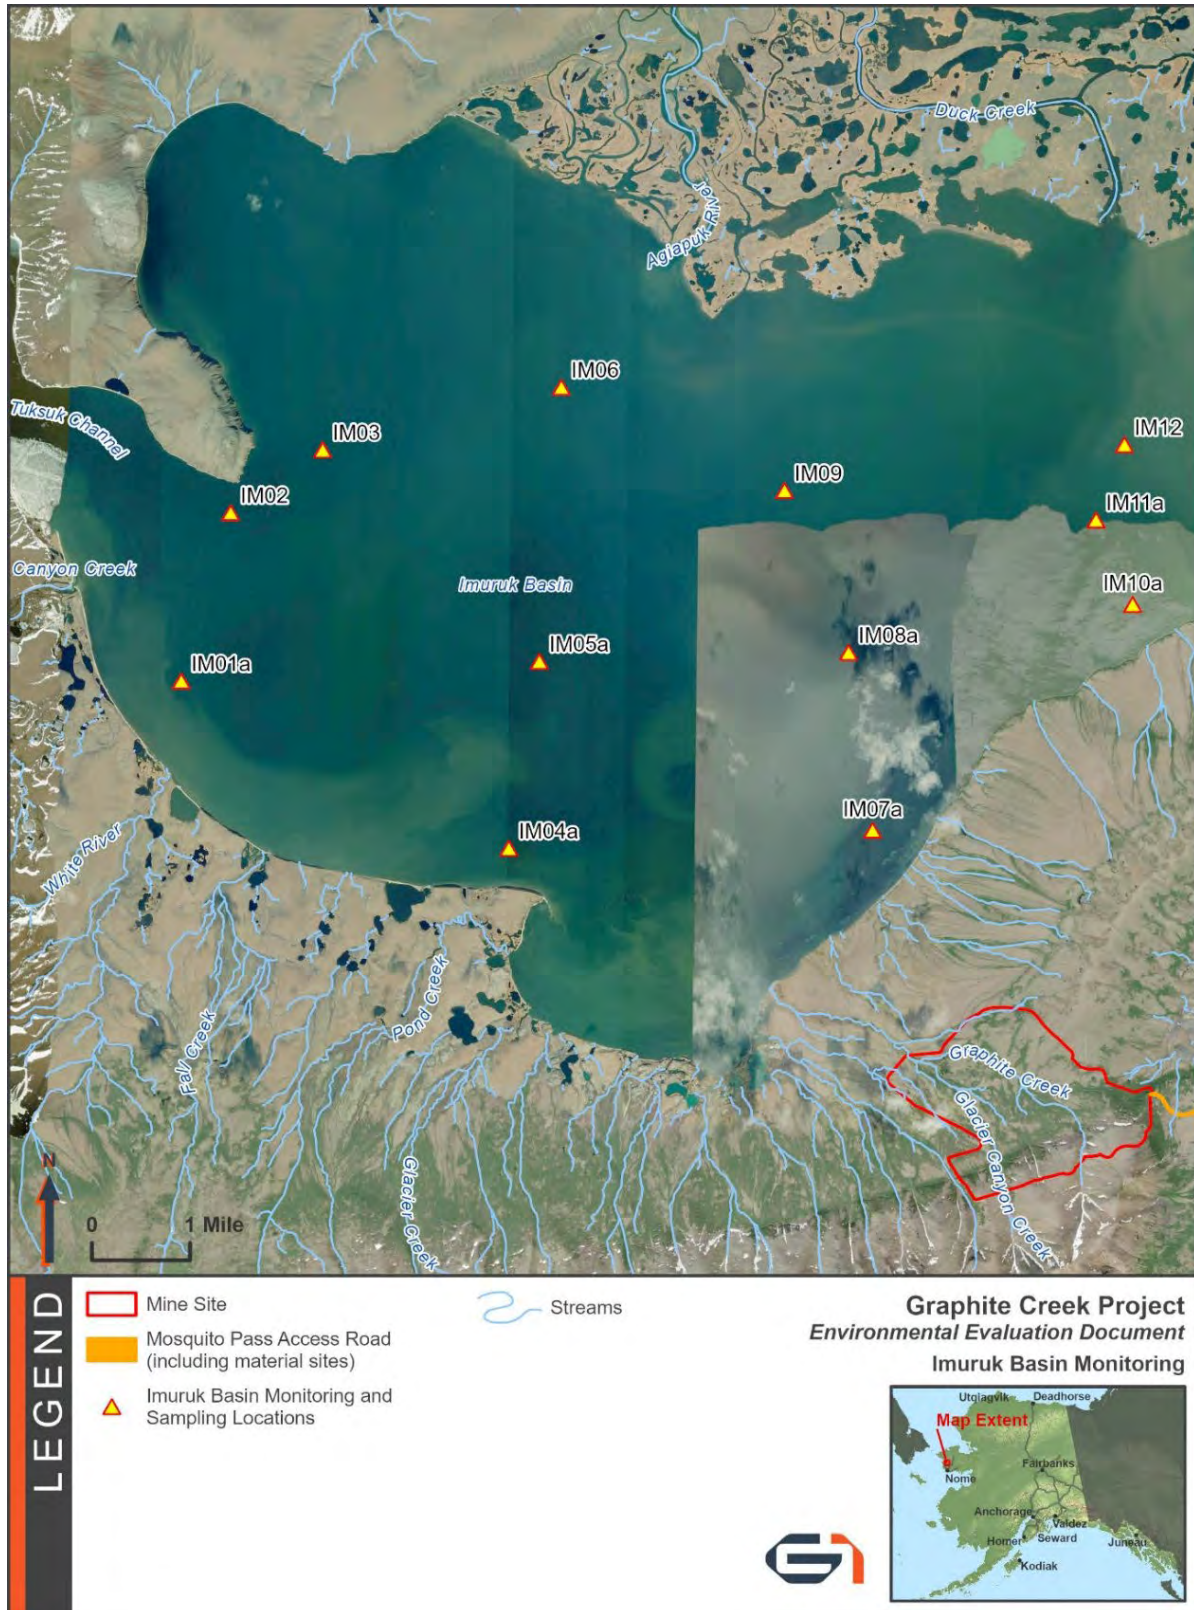 Duck Creek
Agiapuk River
IM06
Tuksuk Channel
IM03
IM12
IM02
IM09
IM11a
Canyon Creek
Imuruk Basin
IM10a
IM05a
IM08a
IM01a
IM07a
IM04a
White River
Pond Creek
Fall Creek
Graphite Creek
Glacier Canyon Creek
Glacier Creek
N
0 1 Mile
LEGEND
Mine Site
Mosquito Pass Access Road
(including material sites)
Imuruk Basin Monitoring and
Sampling Locations
Streams
Graphite Creek Project
Environmental Evaluation Document
Imuruk Basin Monitoring
Utqiagvik Deadhorse
Map Extent
Fairbanks
Nome
Anchorage
Valdez
Homer Seward
Juneau
Kodiak
G1